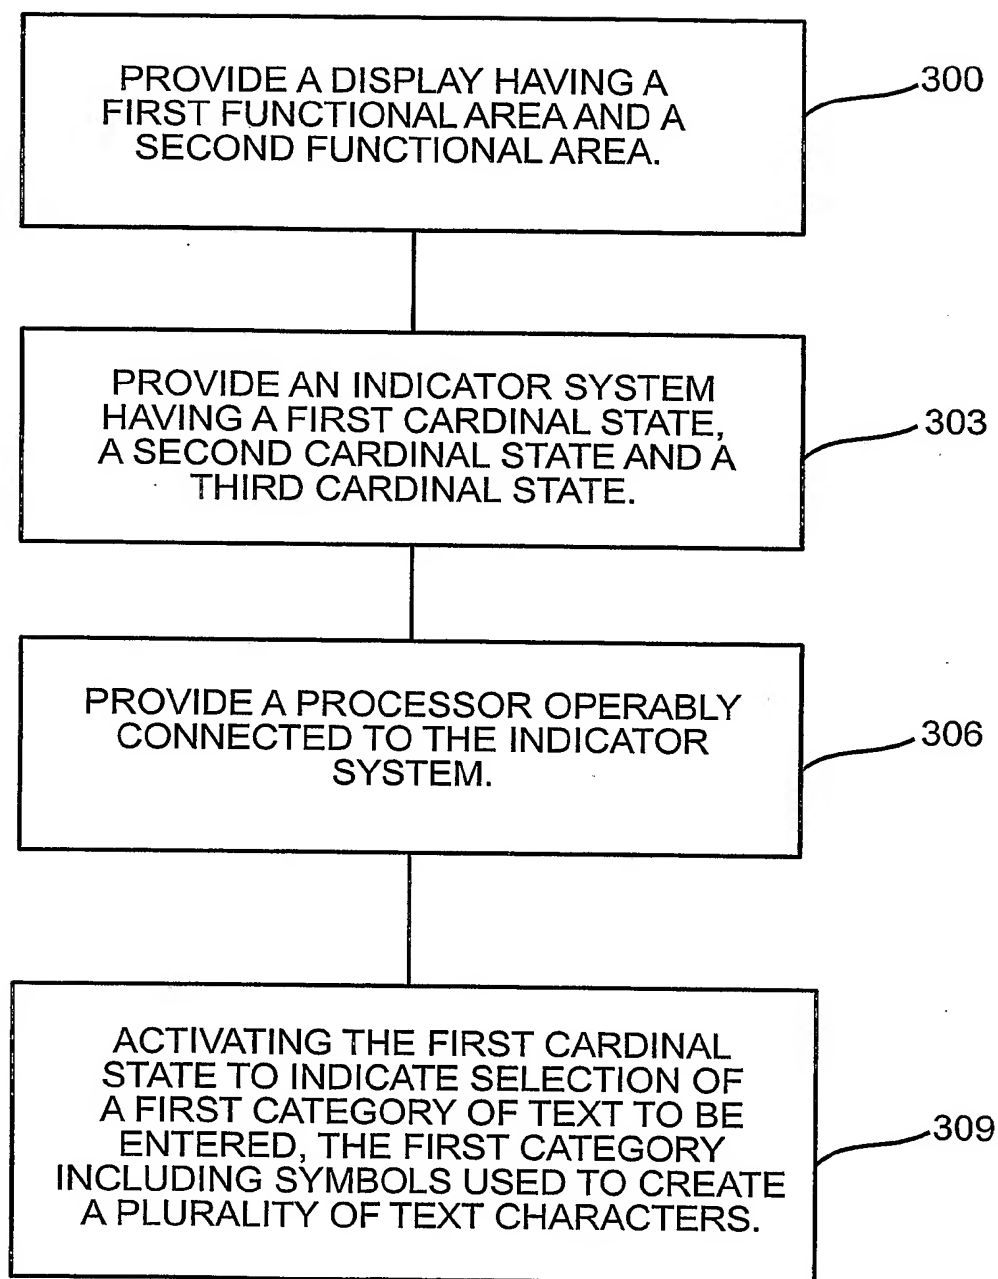 PROVIDE A DISPLAY HAVING A
FIRST FUNCTIONAL AREA AND A
SECOND FUNCTIONAL AREA.
300
PROVIDE AN INDICATOR SYSTEM
HAVING A FIRST CARDINAL STATE,
A SECOND CARDINAL STATE AND A
THIRD CARDINAL STATE.
303
PROVIDE A PROCESSOR OPERABLY
CONNECTED TO THE INDICATOR
SYSTEM.
306
ACTIVATING THE FIRST CARDINAL
STATE TO INDICATE SELECTION OF
A FIRST CATEGORY OF TEXT TO BE
ENTERED, THE FIRST CATEGORY
INCLUDING SYMBOLS USED TO CREATE
A PLURALITY OF TEXT CHARACTERS.
309